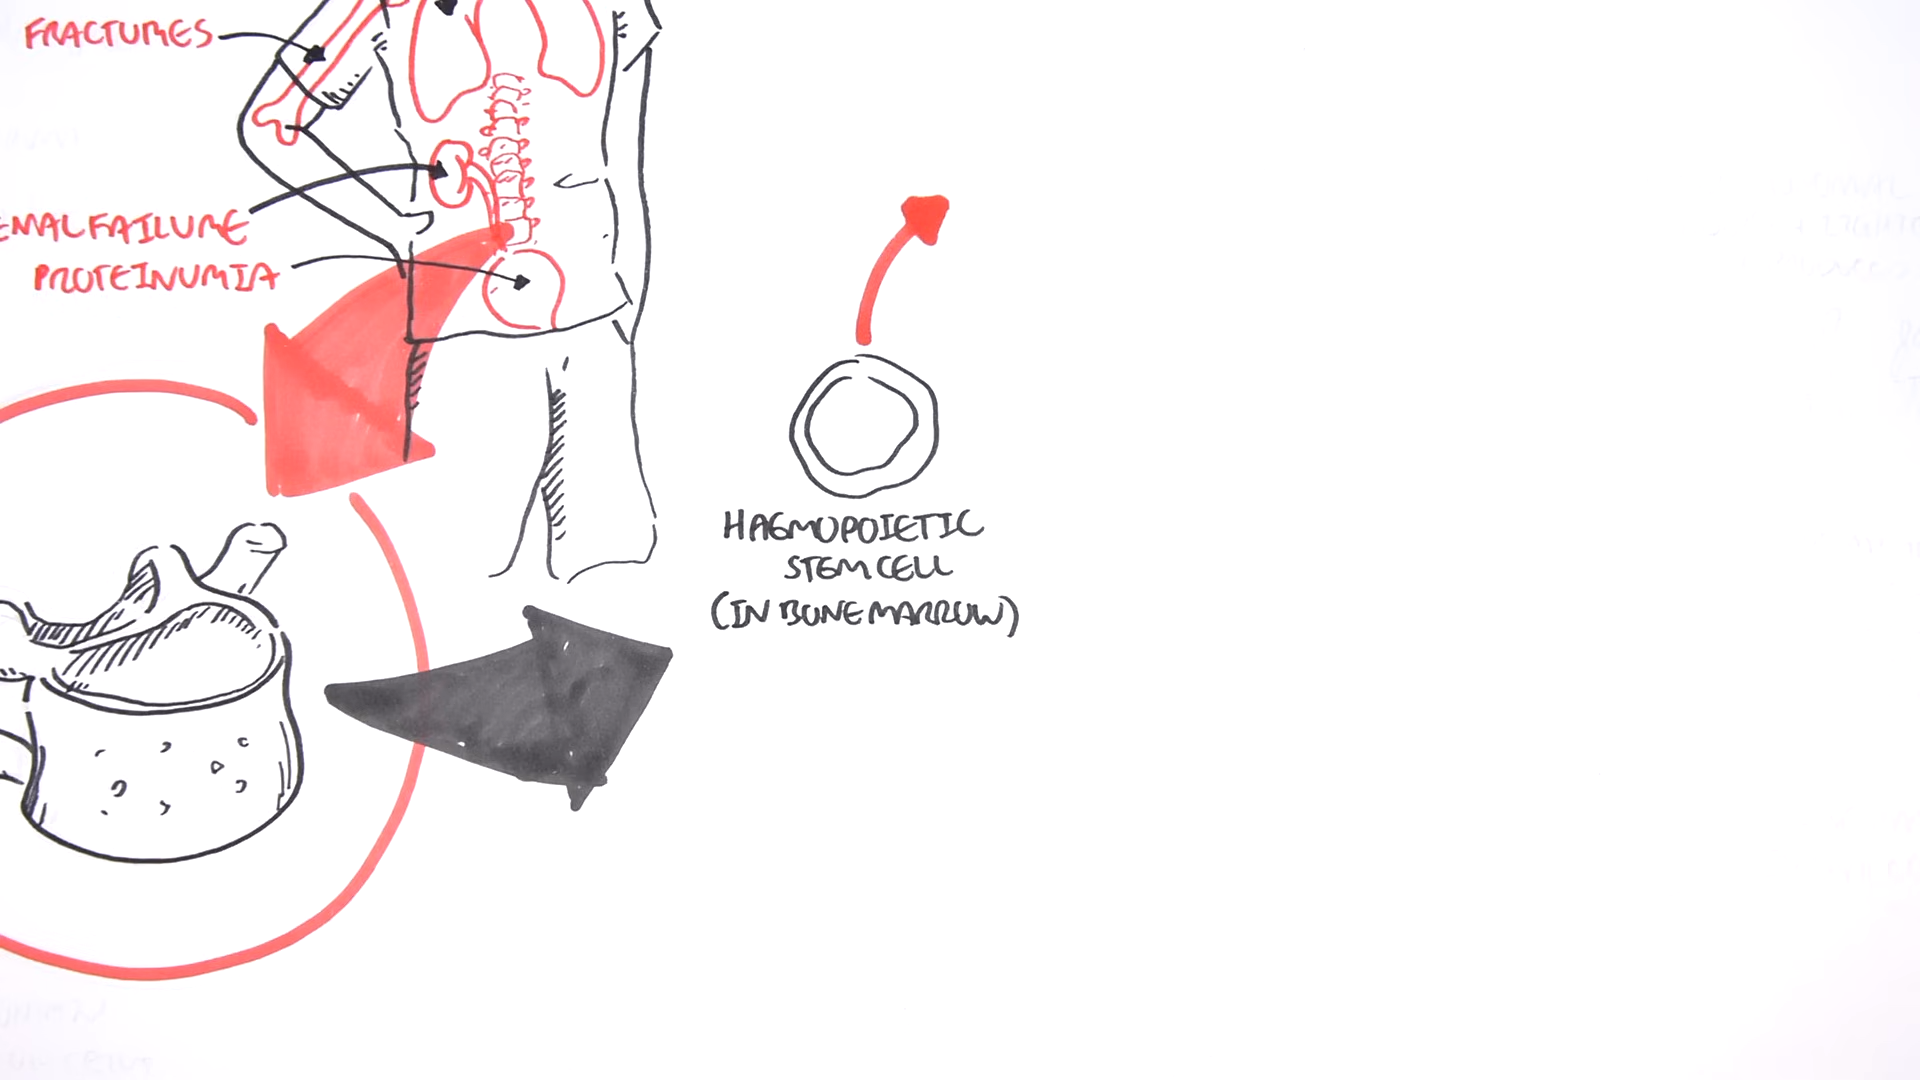 FRACTURES
ENAL FAILURE
PROTEINURIA
HAEMOPOIETIC
STEM CELL
(IN BONE MARROW)